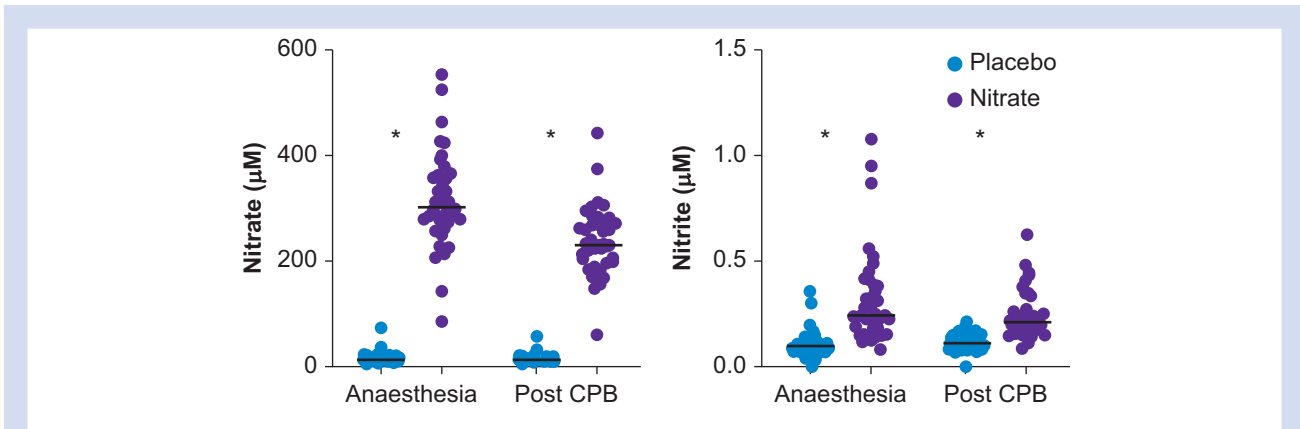 600
400
200
0
Nitrate (µM)
*
*
Anaesthesia Post CPB
1.5
1.0
0.5
0.0
Nitrite (µM)
Placebo
Nitrate
*
*
Anaesthesia Post CPB